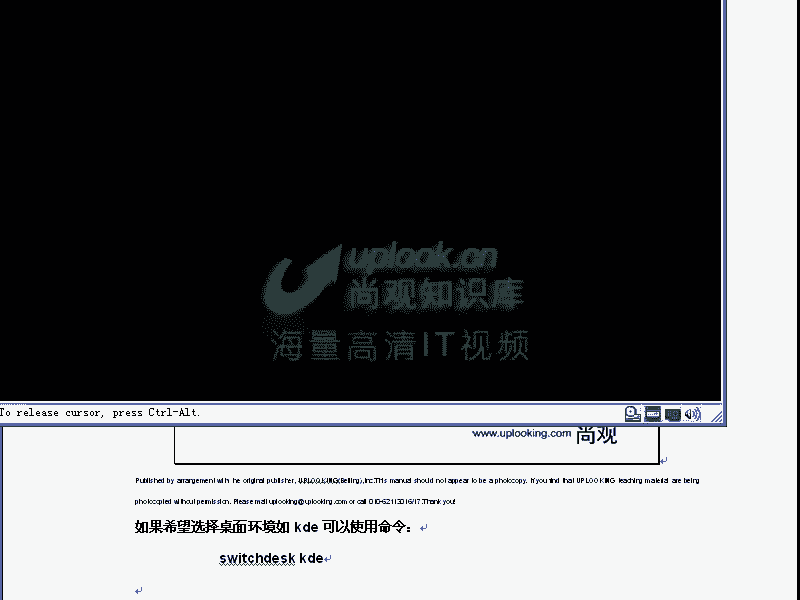 uplook.cn
尚观知识库
海量高清IT视频
To release cursor, press Ctrl-Alt.
www.uplooking.com 尚观
Published by arrangement with he original publisher, UPLOOKING(Beijing),Inc.This manual should not appear to be a photocopy. If you find that UPLOOKING teaching material are being
photocopied without permission. Please mail uplooking@uplooking.com or call 010-62113016/17.Thank you!
如果希望选择桌面环境如 kde 可以使用命令：
switchdesk kde